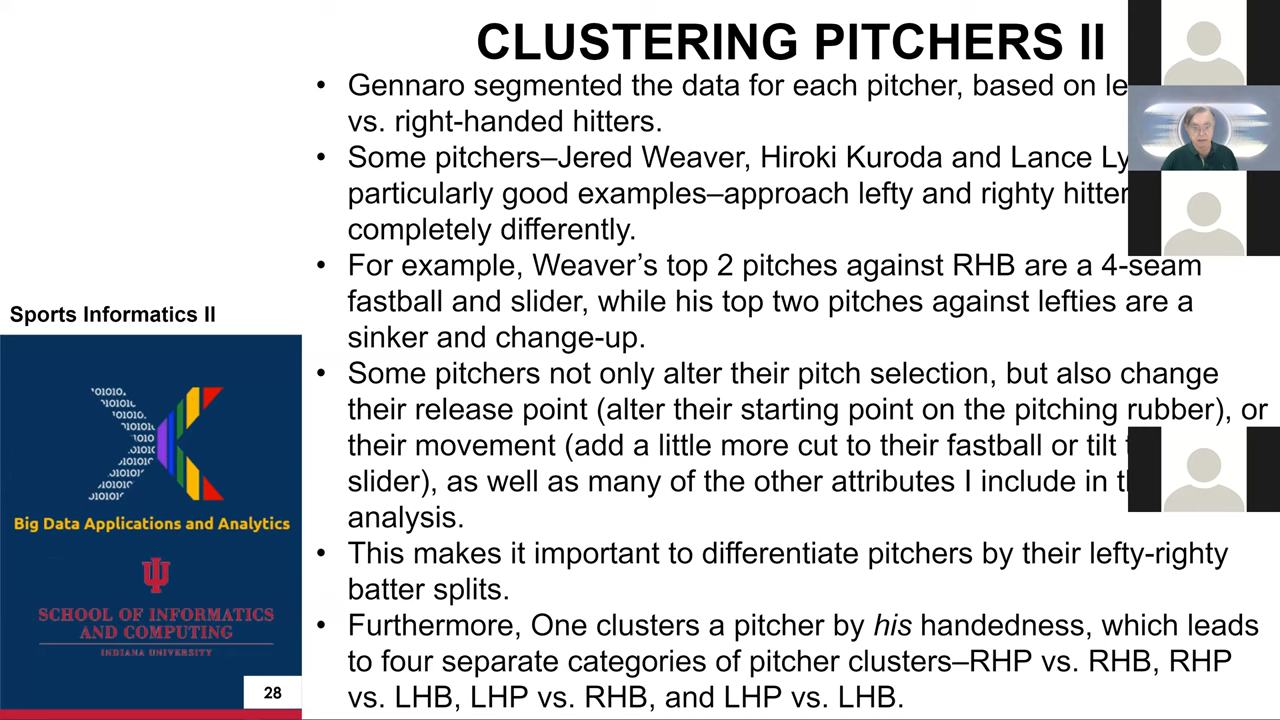 CLUSTERING PITCHERS II
• Gennaro segmented the data for each pitcher, based on
vs. right-handed hitters.
• Some pitchers–Jered Weaver, Hiroki Kuroda and Lance
particularly good examples–approach lefty and righty
completely differently.
• For example, Weaver's top 2 pitches against RHB are a 4-seam
fastball and slider, while his top two pitches against lefties are a
sinker and change-up.
• Some pitchers not only alter their pitch selection, but also change
their release point (alter their starting point on the pitching rubber), or
their movement (add a little more cut to their fastball or tilt
slider), as well as many of the other attributes I include in
analysis.
• This makes it important to differentiate pitchers by their lefty-righty
batter splits.
• Furthermore, One clusters a pitcher by his handedness, which leads
to four separate categories of pitcher clusters–RHP vs. RHB, RHP
vs. LHB, LHP vs. RHB, and LHP vs. LHB.
Sports Informatics II
Big Data Applications and Analytics
SCHOOL OF INFORMATICS
AND COMPUTING
INDIANA UNIVERSITY
28